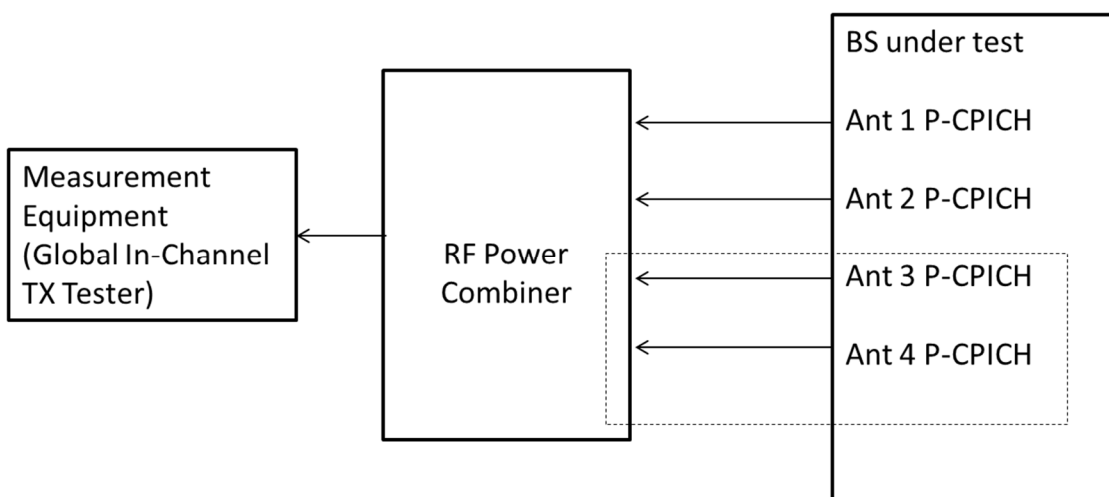 Measurement
Equipment
(Global In-Channel
TX Tester)
RF Power
Combiner
BS under test
Ant 1 P-CPICH
Ant 2 P-CPICH
Ant 3 P-CPICH
Ant 4 P-CPICH